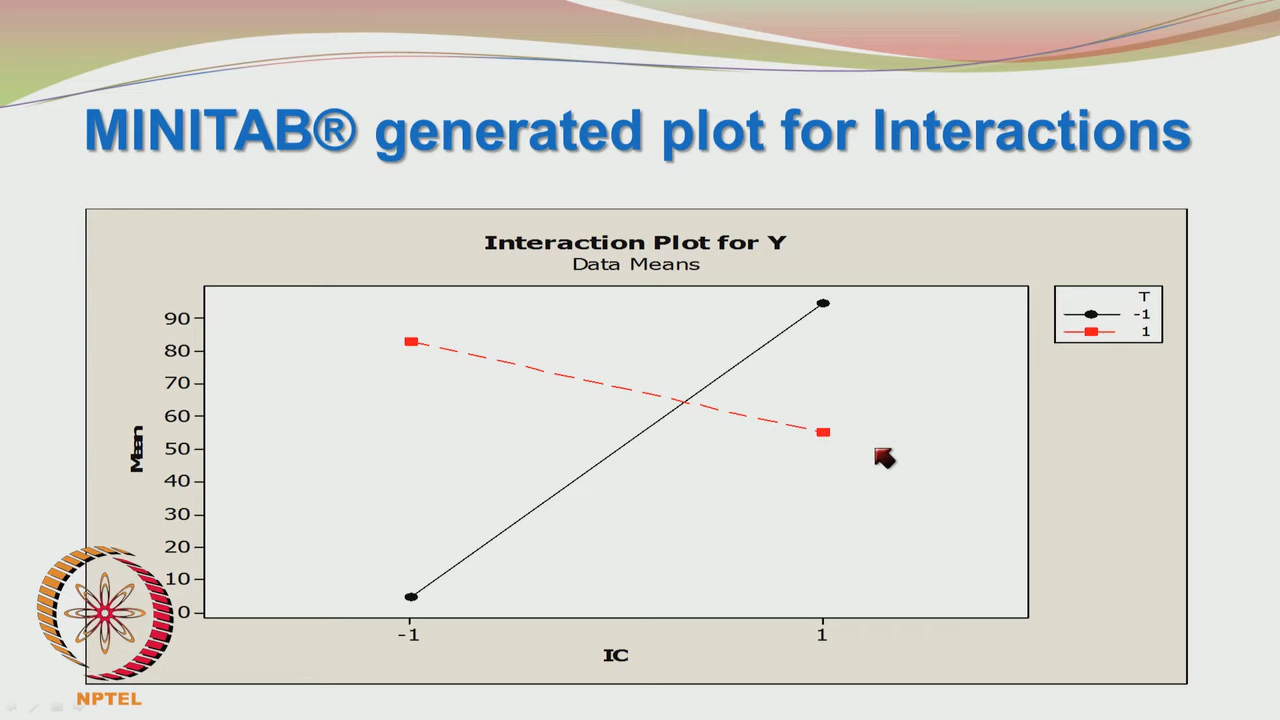 MINITAB® generated plot for Interactions
Interaction Plot for Y
Data Means
T
-1
1
90
80
70
60
50
40
30
20
10
0
Mean
-1
1
IC
NPTEL